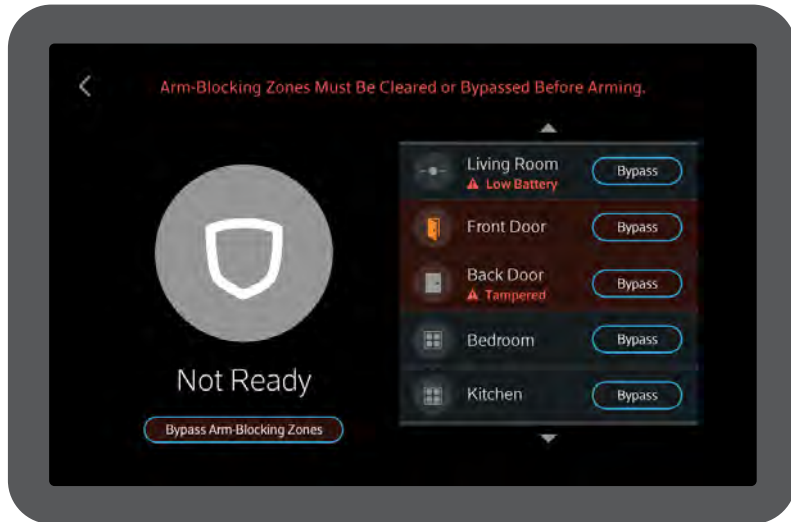 Arm-Blocking Zones Must Be Cleared or Bypassed Before Arming.
Living Room
Low Battery
Bypass
Front Door
Bypass
Back Door
Tampered
Bypass
Bedroom
Bypass
Kitchen
Bypass
Not Ready
Bypass Arm-Blocking Zones